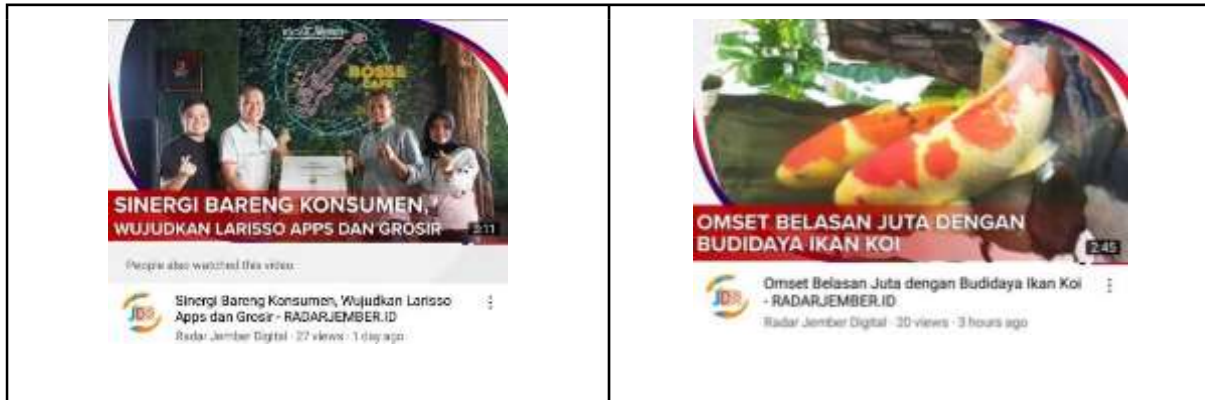 BOSSE
CAFE
SINERGI BARENG KONSUMEN,
WUJUDKAN LARISSO APPS DAN GROSIR
3:11
People also watched this video
Sinergi Bareng Konsumen, Wujudkan Larisso
Apps dan Grosir - RADARJEMBER.ID
Radar Jember Digital · 27 views · 1 day ago
OMSET BELASAN JUTA DENGAN
BUDIDAYA IKAN KOI
2:45
Omset Belasan Juta dengan Budidaya Ikan Koi
- RADARJEMBER.ID
Radar Jember Digital · 20 views · 3 hours ago